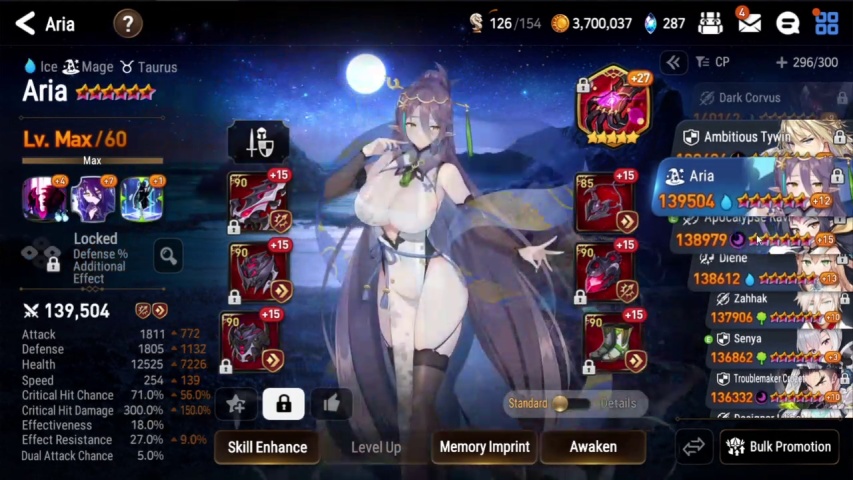 Aria
?
126/154
3,700,037
287
4
Ice Mage Taurus
Aria
Lv. Max/60
Max
+4
+2
+1
Locked
Defense %
Additional
Effect
139,504
Attack 1811 772
Defense 1805 1132
Health 12525 7226
Speed 254 139
Critical Hit Chance 71.0% 56.0%
Critical Hit Damage 300.0% 150.0%
Effectiveness 18.0%
Effect Resistance 27.0% 9.0%
Dual Attack Chance 5.0%
90 +15
90 +15
90 +15
+27
85 +15
90 +15
90 +15
Standard Details
Skill Enhance
Level Up
Memory Imprint
Awaken
Bulk Promotion
CP
+ 296/300
Dark Corvus
Ambitious Tywin
Aria
139504 +12
138979 +15
Diene
138612 +13
Zahhak
137906 +10
Senya
136862 +3
136332 +10